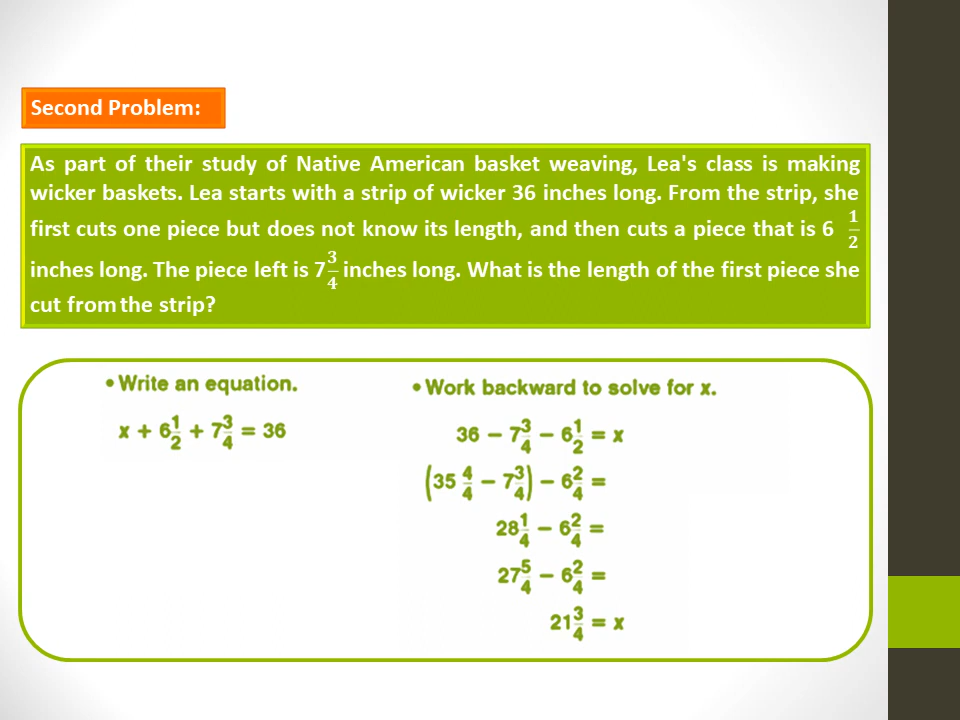 Second Problem:
As part of their study of Native American basket weaving, Lea's class is making
wicker baskets. Lea starts with a strip of wicker 36 inches long. From the strip, she
first cuts one piece but does not know its length, and then cuts a piece that is 6 1/2
inches long. The piece left is 7 3/4 inches long. What is the length of the first piece she
cut from the strip?
• Write an equation.
x + 6 1/2 + 7 3/4 = 36
• Work backward to solve for x.
36 − 7 3/4 − 6 1/2 = x
(35 4/4 − 7 3/4) − 6 2/4 =
28 1/4 − 6 2/4 =
27 5/4 − 6 2/4 =
21 3/4 = x